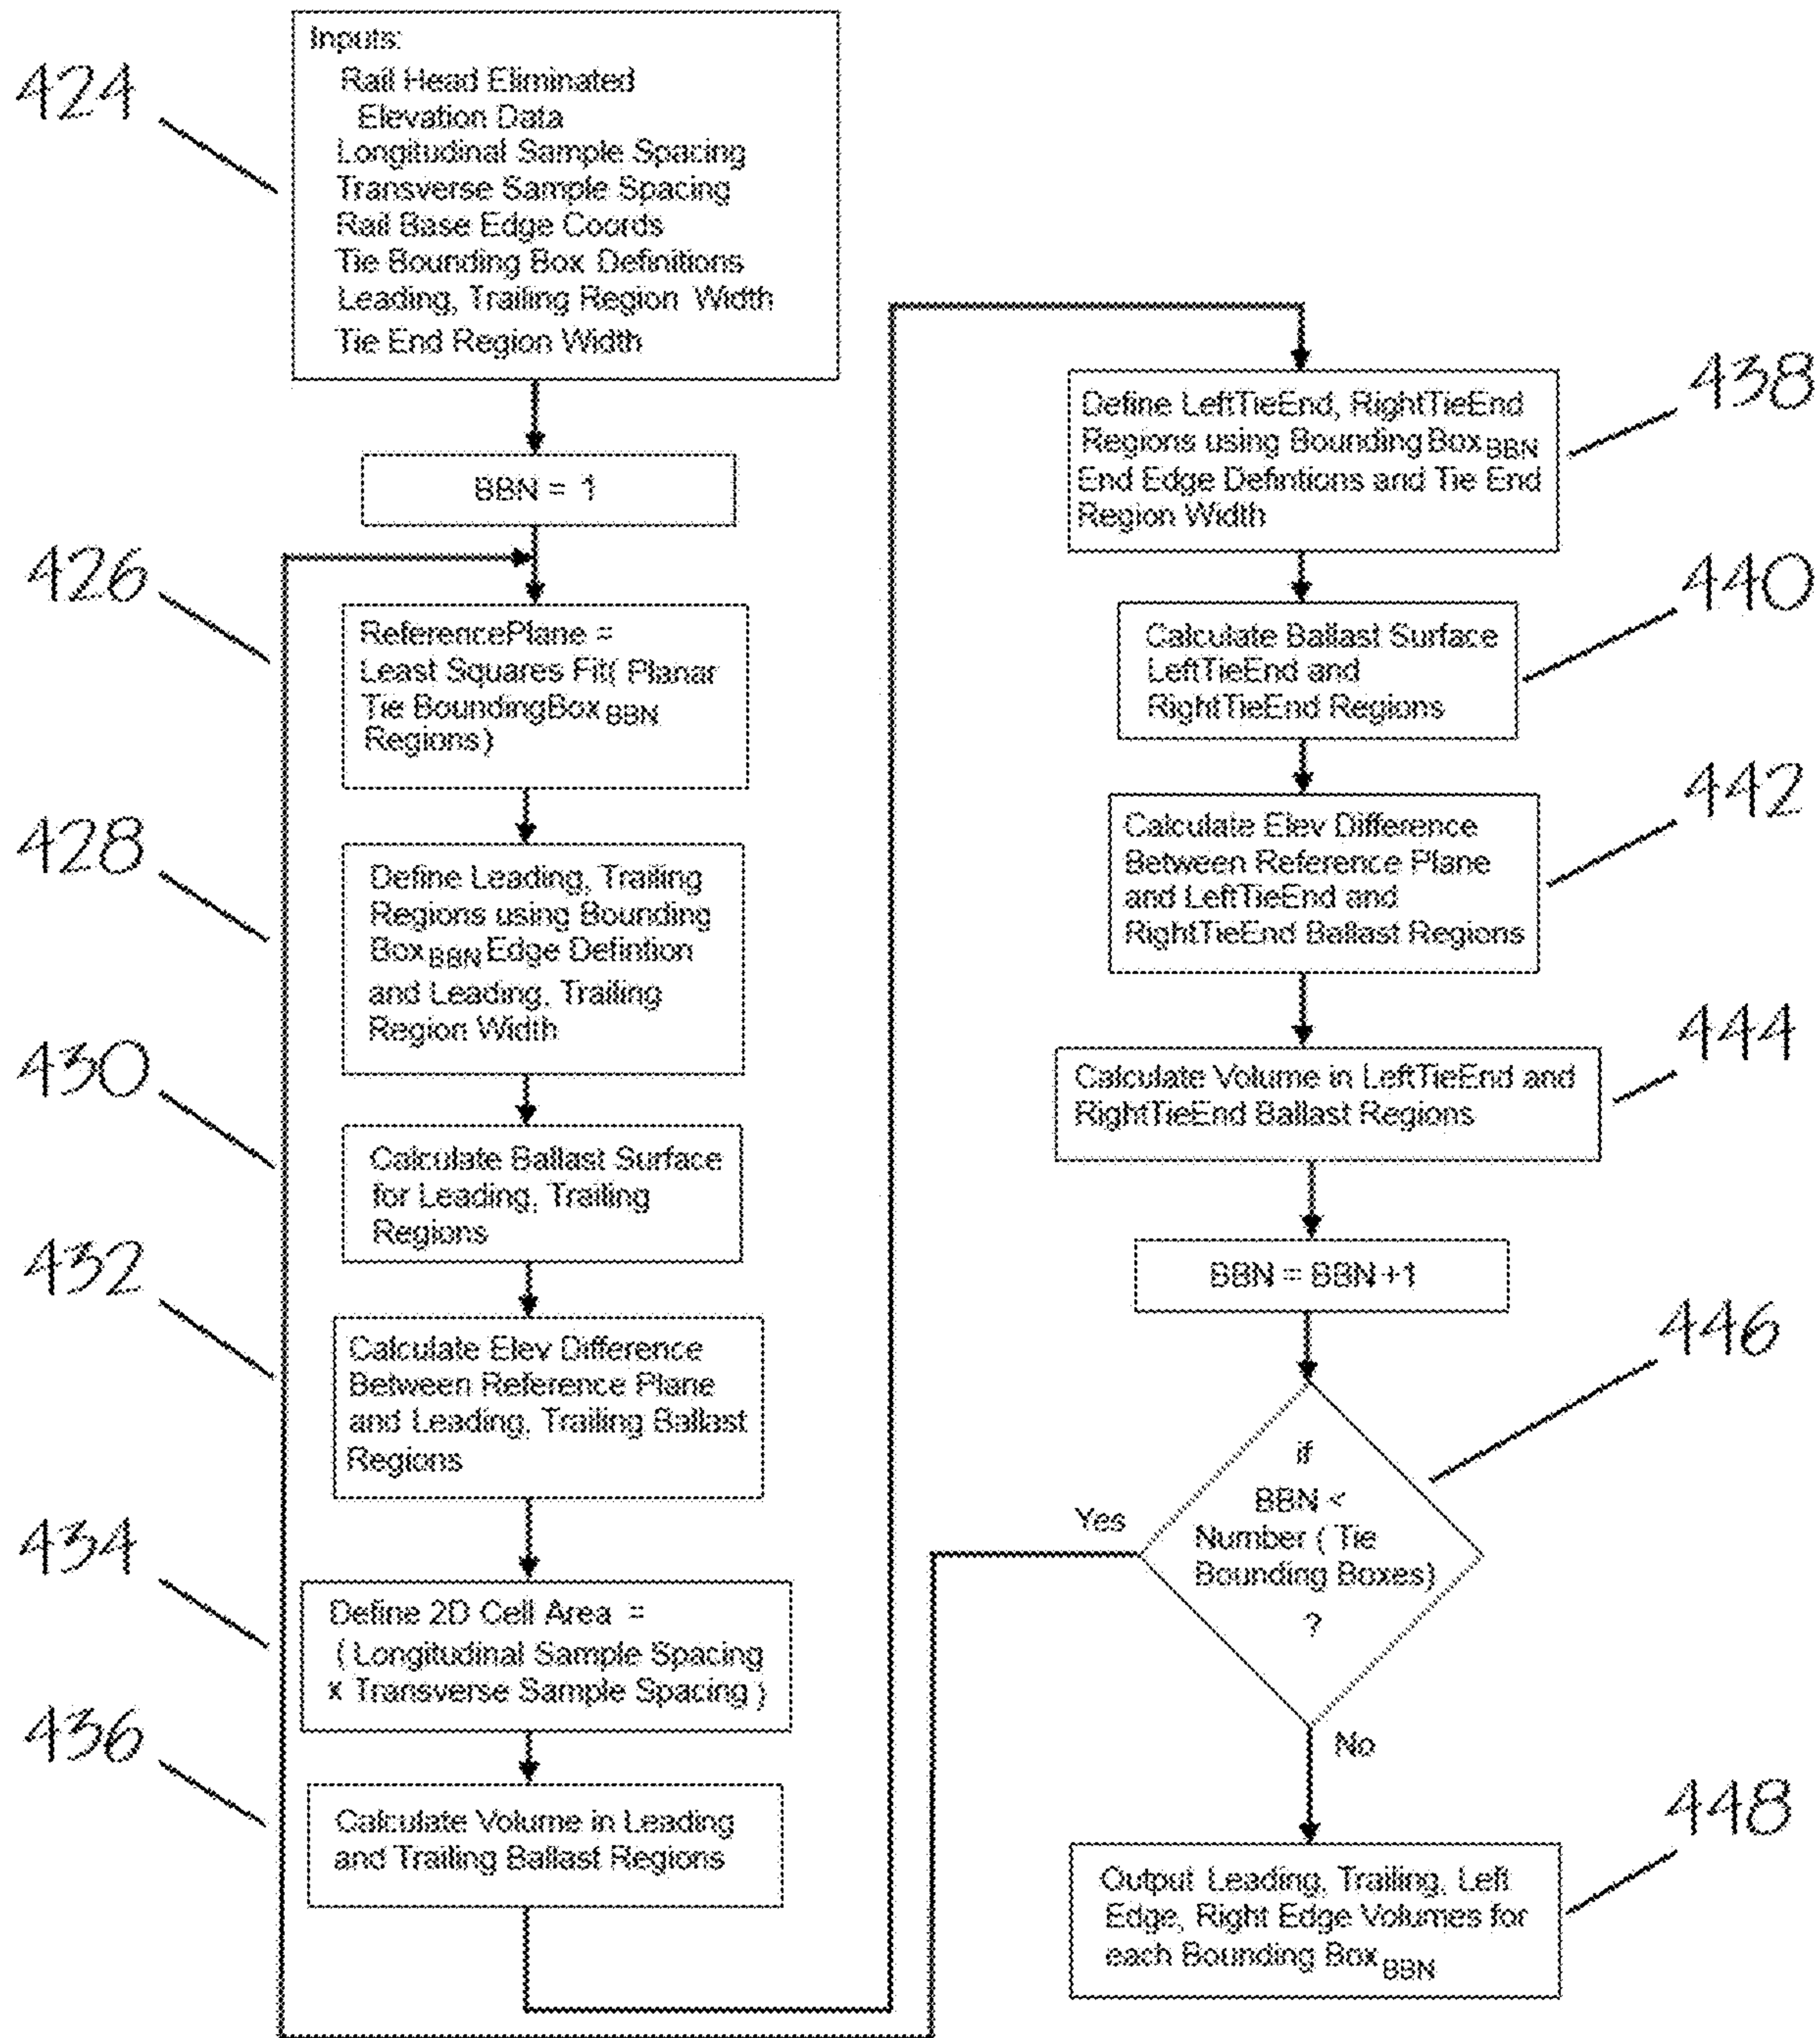 424
Inputs:
Rail Head Eliminated
Elevation Data
Longitudinal Sample Spacing
Transverse Sample Spacing
Rail Base Edge Coords
Tie Bounding Box Definitions
Leading, Trailing Region Width
Tie End Region Width
BBN = 1
426
ReferencePlane =
Least Squares Fit( Planar
Tie BoundingBox BBN
Regions)
428
Define Leading, Trailing
Regions using Bounding
Box BBN Edge Defintion
and Leading, Trailing
Region Width
430
Calculate Ballast Surface
for Leading, Trailing
Regions
432
Calculate Elev Difference
Between Reference Plane
and Leading, Trailing Ballast
Regions
434
Define 2D Cell Area =
( Longitudinal Sample Spacing
x Transverse Sample Spacing )
436
Calculate Volume in Leading
and Trailing Ballast Regions
438
Define LeftTieEnd, RightTieEnd
Regions using Bounding Box BBN
End Edge Defintions and Tie End
Region Width
440
Calculate Ballast Surface
LeftTieEnd and
RightTieEnd Regions
442
Calculate Elev Difference
Between Reference Plane
and LeftTieEnd and
RightTieEnd Ballast Regions
444
Calculate Volume in LeftTieEnd and
RightTieEnd Ballast Regions
BBN = BBN +1
446
if
BBN <
Number ( Tie
Bounding Boxes)
?
Yes
No
448
Output Leading, Trailing, Left
Edge, Right Edge Volumes for
each Bounding Box BBN